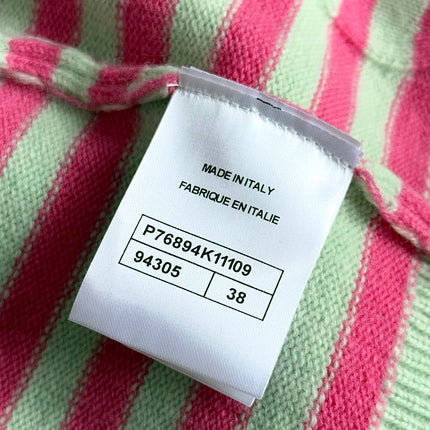 MADE IN ITALY
FABRIQUE EN ITALIE
P76894K11109
94305 38